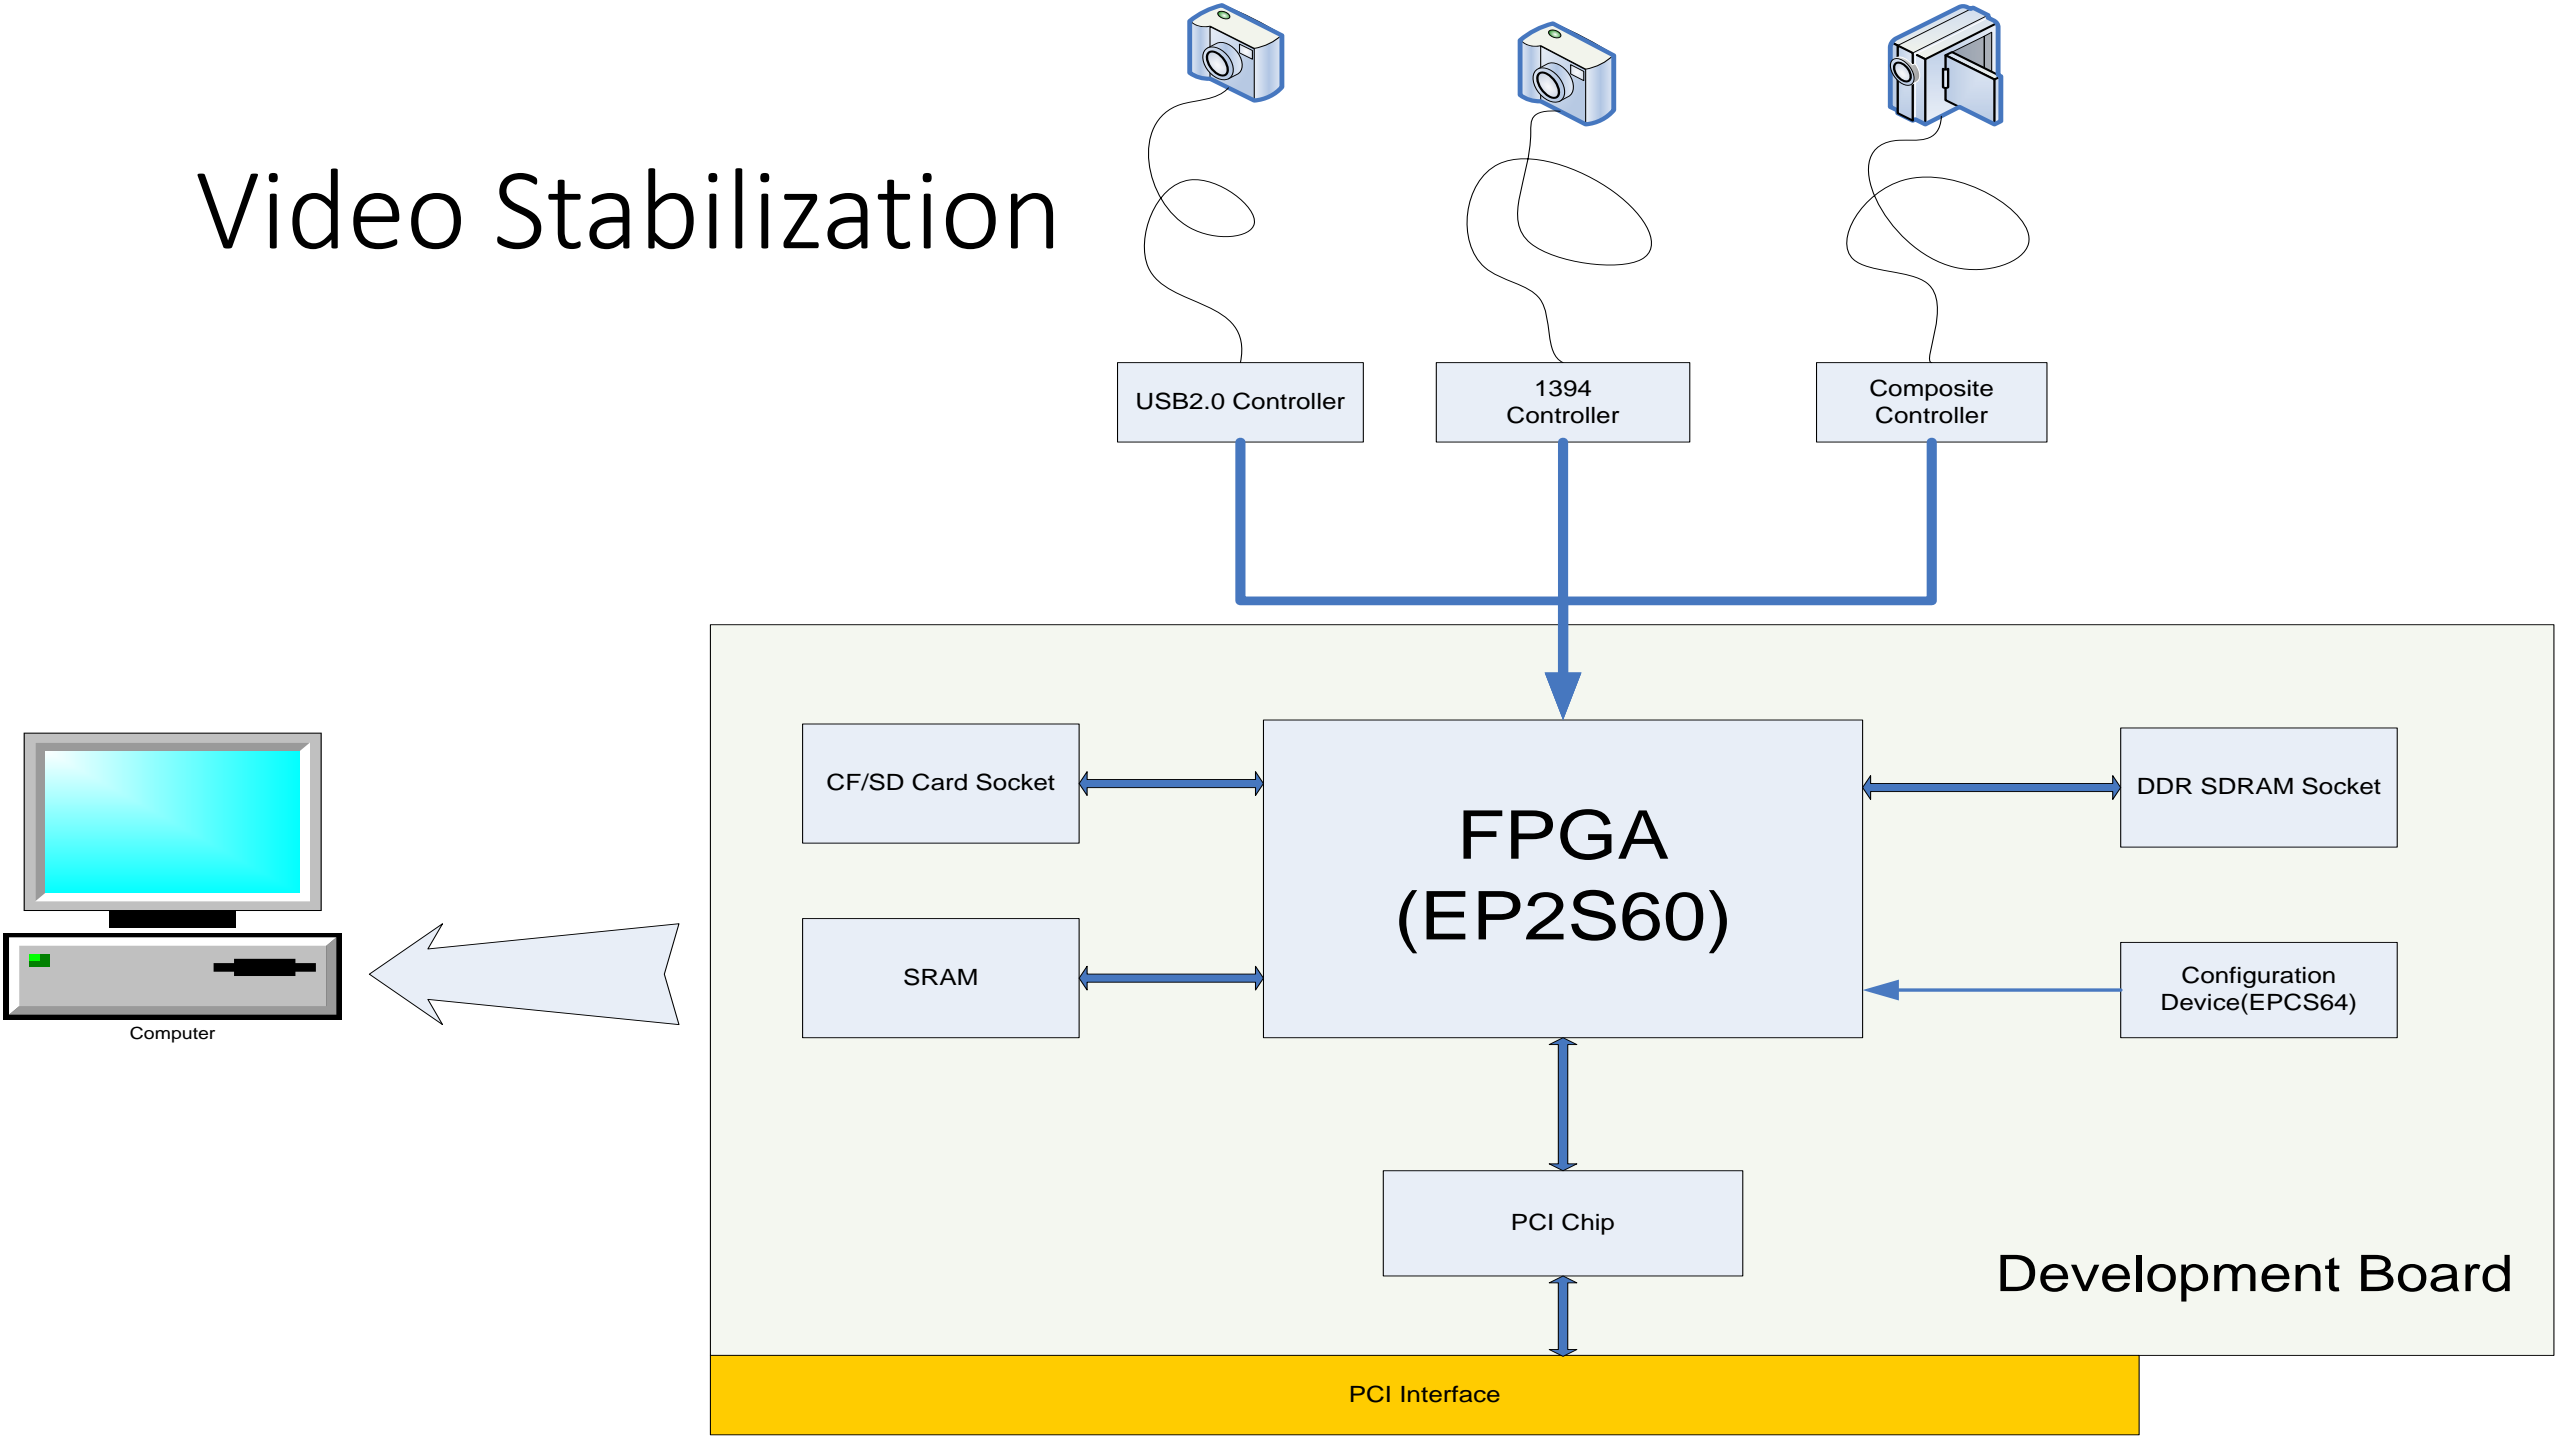 Video Stabilization
USB2.0 Controller
1394
Controller
Composite
Controller
CF/SD Card Socket
FPGA
(EP2S60)
DDR SDRAM Socket
SRAM
Configuration
Device(EPCS64)
Computer
PCI Chip
Development Board
PCI Interface